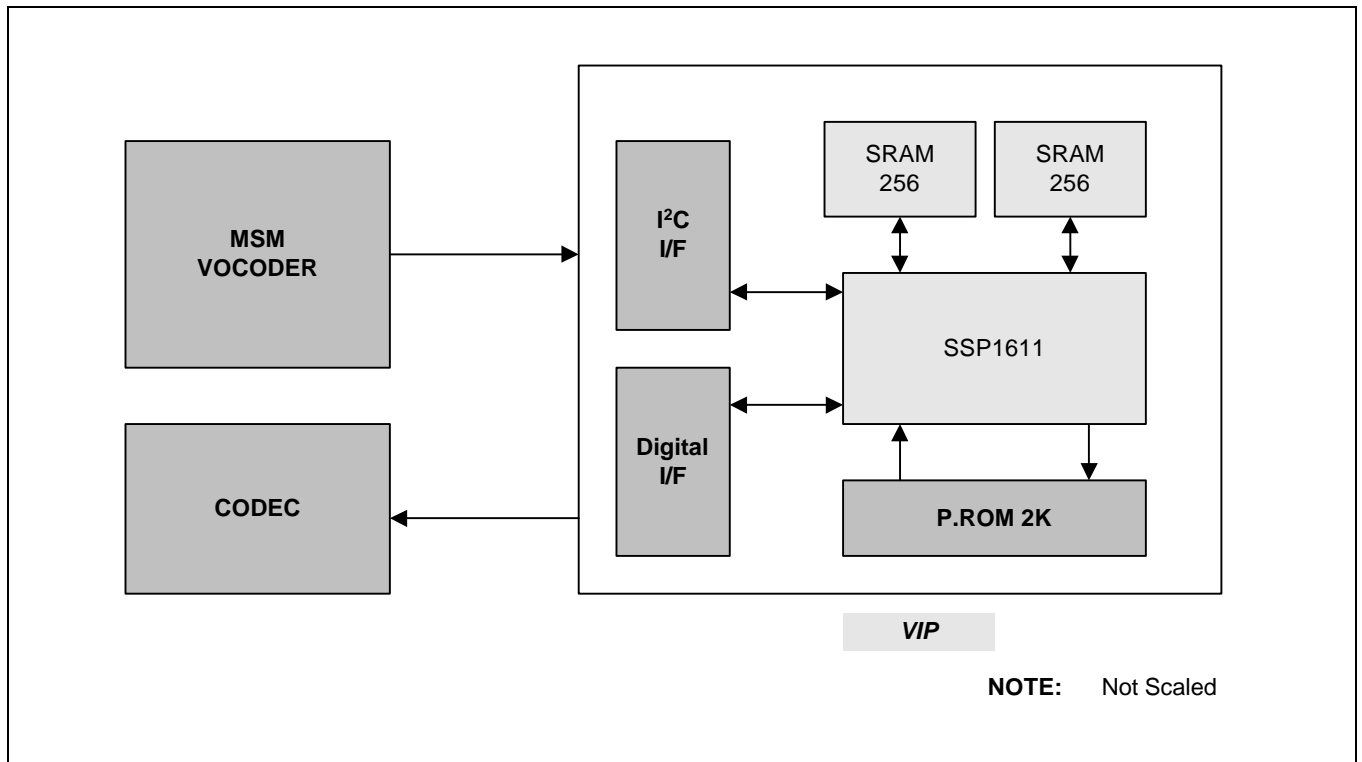 MSM
VOCODER
I²C
I/F
SRAM
256
SRAM
256
SSP1611
Digital
I/F
CODEC
P.ROM 2K
VIP
NOTE: Not Scaled